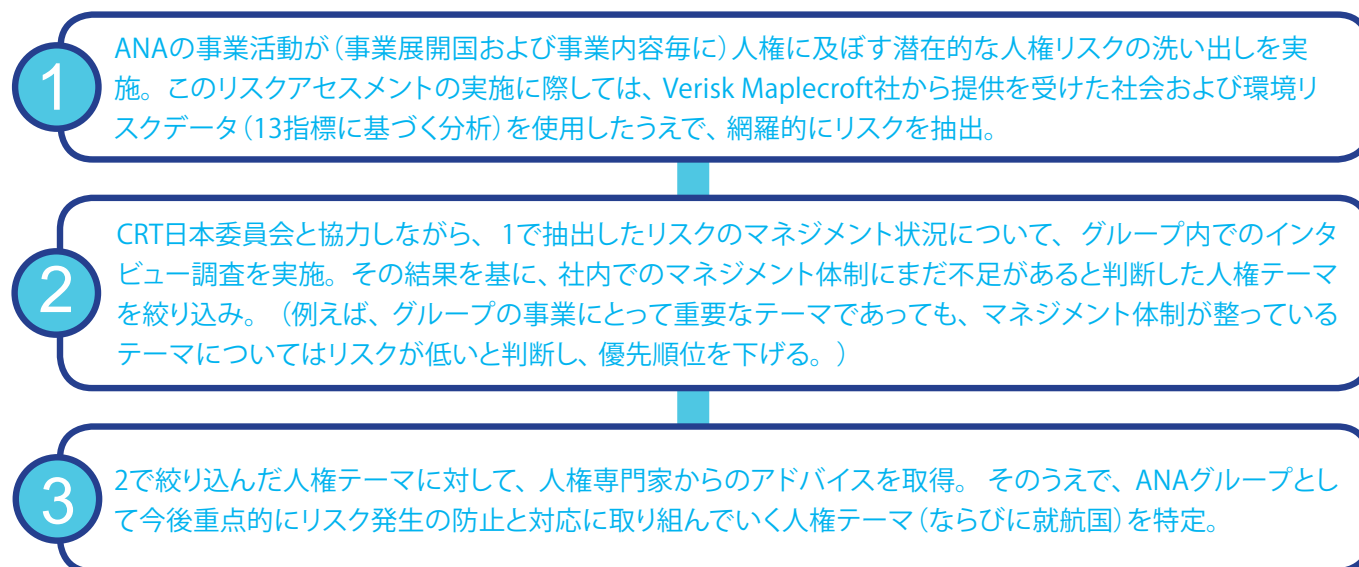 1
ANAの事業活動（事業展開国および事業内容毎に）人権に及ぼす潜在的な人権リスクの洗い出しを実
施。このリスクアセスメントの実施に際しては、Verisk Maplecroft社から提供を受けた社会および環境リ
スクデータ（13指標に基づく分析）を使用したうえで、網羅的にリスクを抽出。
2
CRT日本委員会と協力しながら、1で抽出したリスクのマネジメント状況について、グループ内でのインタ
ビュー調査を実施。その結果を基に、社内でのマネジメント体制にまだ不足があると判断した人権テーマ
を絞り込み。（例えば、グループの事業にとって重要なテーマであっても、マネジメント体制が整っている
テーマについてはリスクが低いと判断し、優先順位を下げる。）
3
2で絞り込んだ人権テーマに対して、人権専門家からのアドバイスを取得。そのうえで、ANAグループとし
て今後重点的にリスク発生の防止と対応に取り組んでいく人権テーマ（ならびに就航国）を特定。